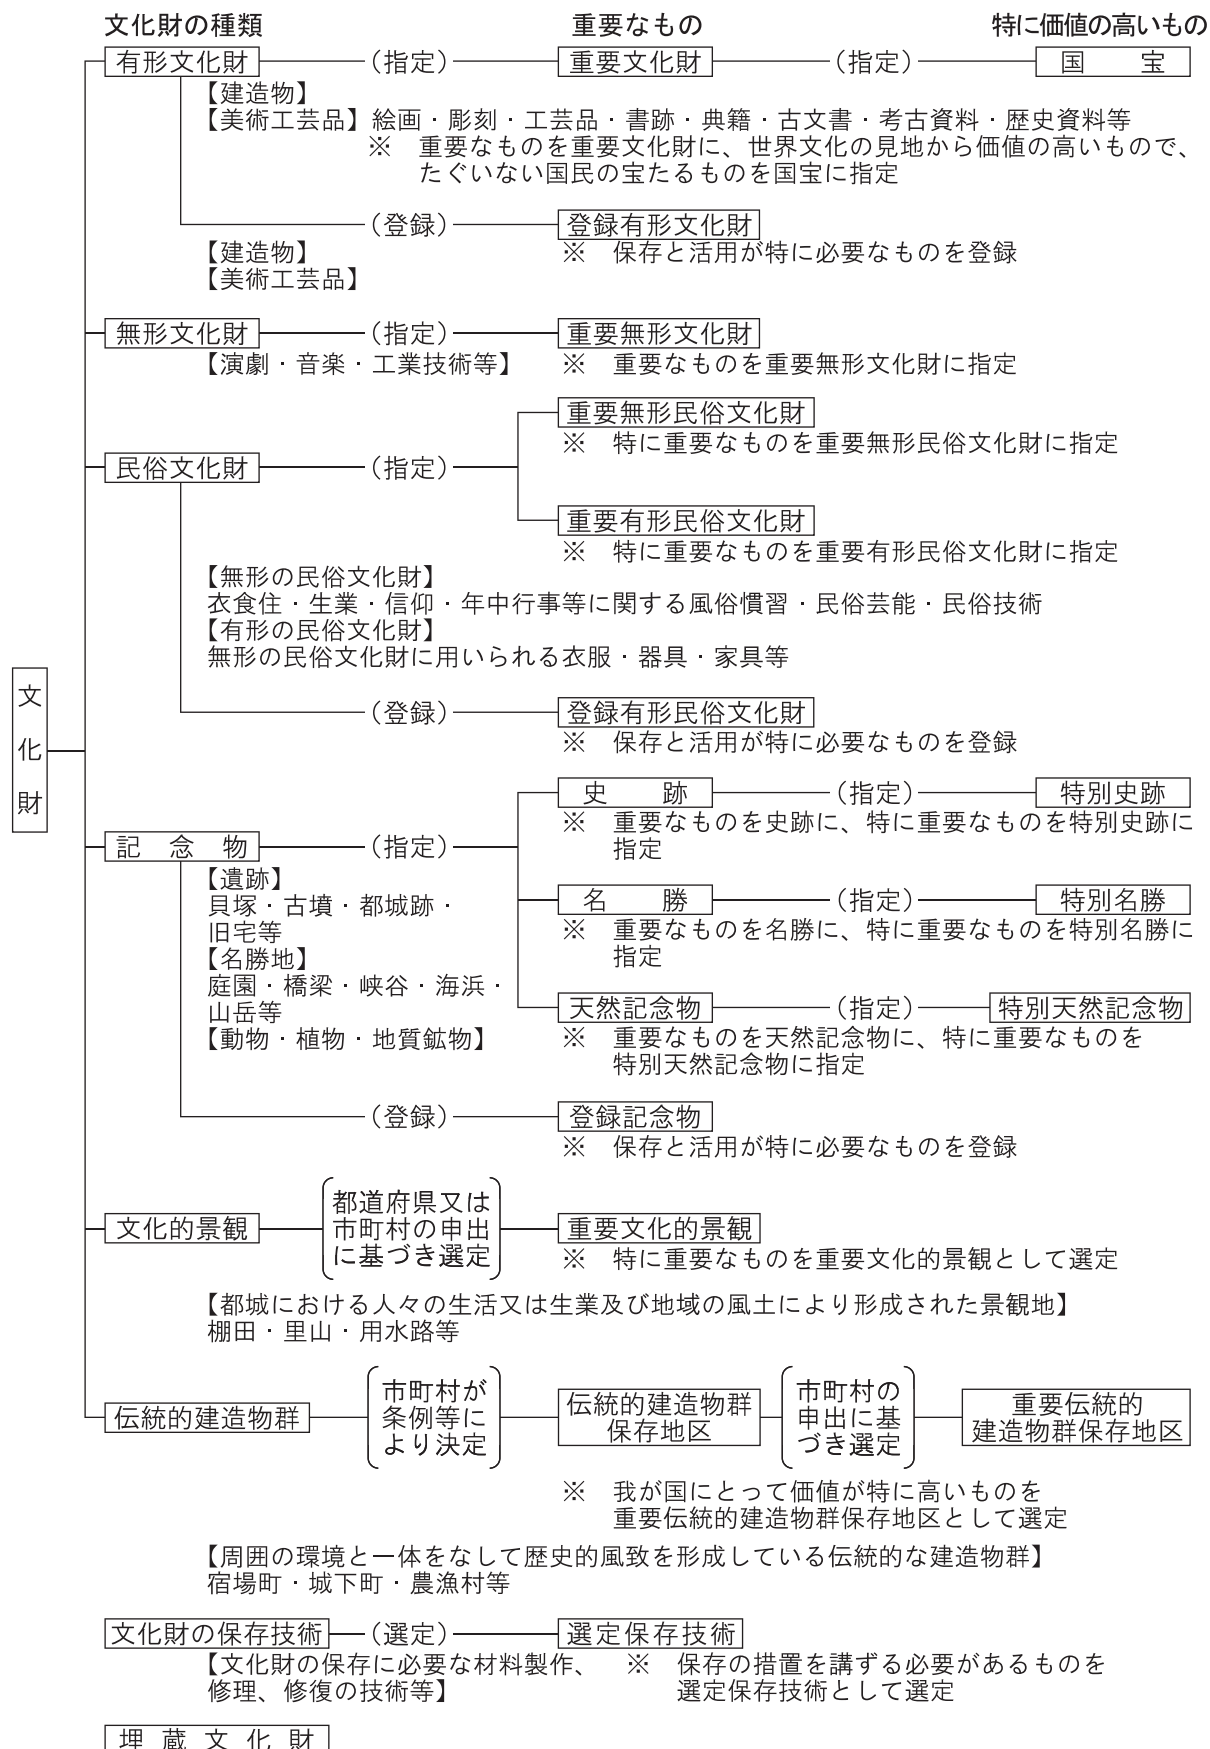 文化財の種類　重要なもの　特に価値の高いもの
有形文化財　（指定）　重要文化財　（指定）　国　宝
【建造物】
【美術工芸品】絵画・彫刻・工芸品・書跡・典籍・古文書・考古資料・歴史資料等
※　重要なものを重要文化財に、世界文化の見地から価値の高いもので、
たぐいない国民の宝たるものを国宝に指定
（登録）　登録有形文化財
【建造物】　※　保存と活用が特に必要なものを登録
【美術工芸品】
無形文化財　（指定）　重要無形文化財
【演劇・音楽・工業技術等】　※　重要なものを重要無形文化財に指定
重要無形民俗文化財
※　特に重要なものを重要無形民俗文化財に指定
民俗文化財　（指定）
重要有形民俗文化財
※　特に重要なものを重要有形民俗文化財に指定
【無形の民俗文化財】
衣食住・生業・信仰・年中行事等に関する風俗慣習・民俗芸能・民俗技術
【有形の民俗文化財】
無形の民俗文化財に用いられる衣服・器具・家具等
文化財
（登録）　登録有形民俗文化財
※　保存と活用が特に必要なものを登録
史　跡　（指定）　特別史跡
※　重要なものを史跡に、特に重要なものを特別史跡に
指定
記　念　物　（指定）
【遺跡】
貝塚・古墳・都城跡・
旧宅等
【名勝地】
庭園・橋梁・峡谷・海浜・
山岳等
【動物・植物・地質鉱物】
名　勝　（指定）　特別名勝
※　重要なものを名勝に、特に重要なものを特別名勝に
指定
天然記念物　（指定）　特別天然記念物
※　重要なものを天然記念物に、特に重要なものを
特別天然記念物に指定
（登録）　登録記念物
※　保存と活用が特に必要なものを登録
文化的景観
都道府県又は
市町村の申出
に基づき選定
重要文化的景観
※　特に重要なものを重要文化的景観として選定
【都城における人々の生活又は生業及び地域の風土により形成された景観地】
棚田・里山・用水路等
伝統的建造物群
市町村が
条例等に
より決定
伝統的建造物群
保存地区
市町村の
申出に基
づき選定
重要伝統的
建造物群保存地区
※　我が国にとって価値が特に高いものを
重要伝統的建造物群保存地区として選定
【周囲の環境と一体をなして歴史的風致を形成している伝統的な建造物群】
宿場町・城下町・農漁村等
文化財の保存技術　（選定）　選定保存技術
【文化財の保存に必要な材料製作、
修理、修復の技術等】
※　保存の措置を講ずる必要があるものを
選定保存技術として選定
埋蔵文化財